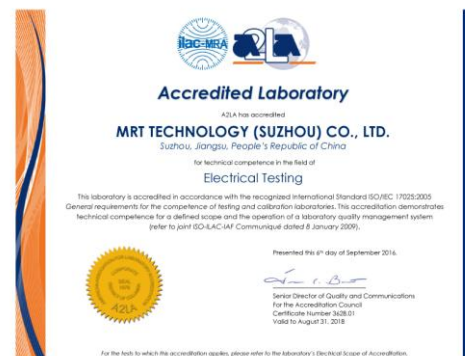 ilac-MRA
A2LA
Accredited Laboratory
A2LA has accredited
MRT TECHNOLOGY (SUZHOU) CO., LTD.
Suzhou, Jiangsu, People's Republic of China
for technical competence in the field of
Electrical Testing
This laboratory is accredited in accordance with the recognized International Standard ISO/IEC 17025:2005
General requirements for the competence of testing and calibration laboratories. This accreditation demonstrates
technical competence for a defined scope and the operation of a laboratory quality management system
(refer to joint ISO-ILAC-IAF Communiqué dated 8 January 2009).
Presented this 6th day of September 2016.
Senior Director of Quality and Communications
For the Accreditation Council
Certificate Number 3628.01
Valid to August 31, 2018
SEAL
1978
A2LA
For the tests to which this accreditation applies, please refer to the laboratory's Electrical Scope of Accreditation.